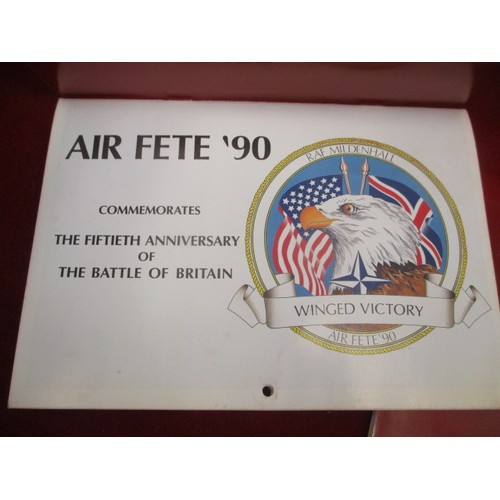 AIR FETE '90
COMMEMORATES
THE FIFTIETH ANNIVERSARY
OF
THE BATTLE OF BRITAIN
RAF MILDENHALL
WINGED VICTORY
AIR FETE '90